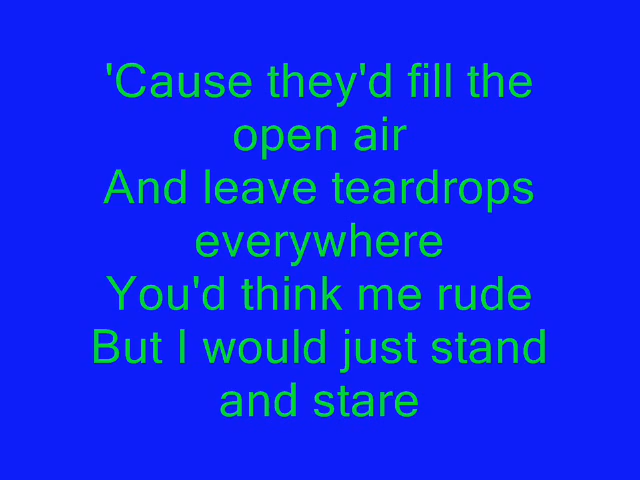 'Cause they'd fill the
open air
And leave teardrops
everywhere
You'd think me rude
But I would just stand
and stare